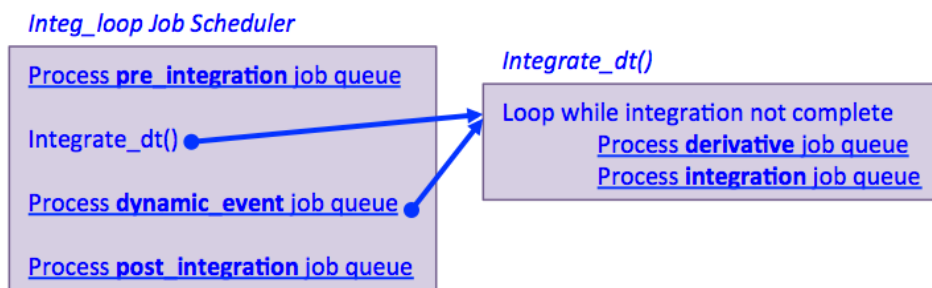 Integ_loop Job Scheduler
Process pre_integration job queue
Integrate_dt()
Process dynamic_event job queue
Process post_integration job queue
Integrate_dt()
Loop while integration not complete
Process derivative job queue
Process integration job queue